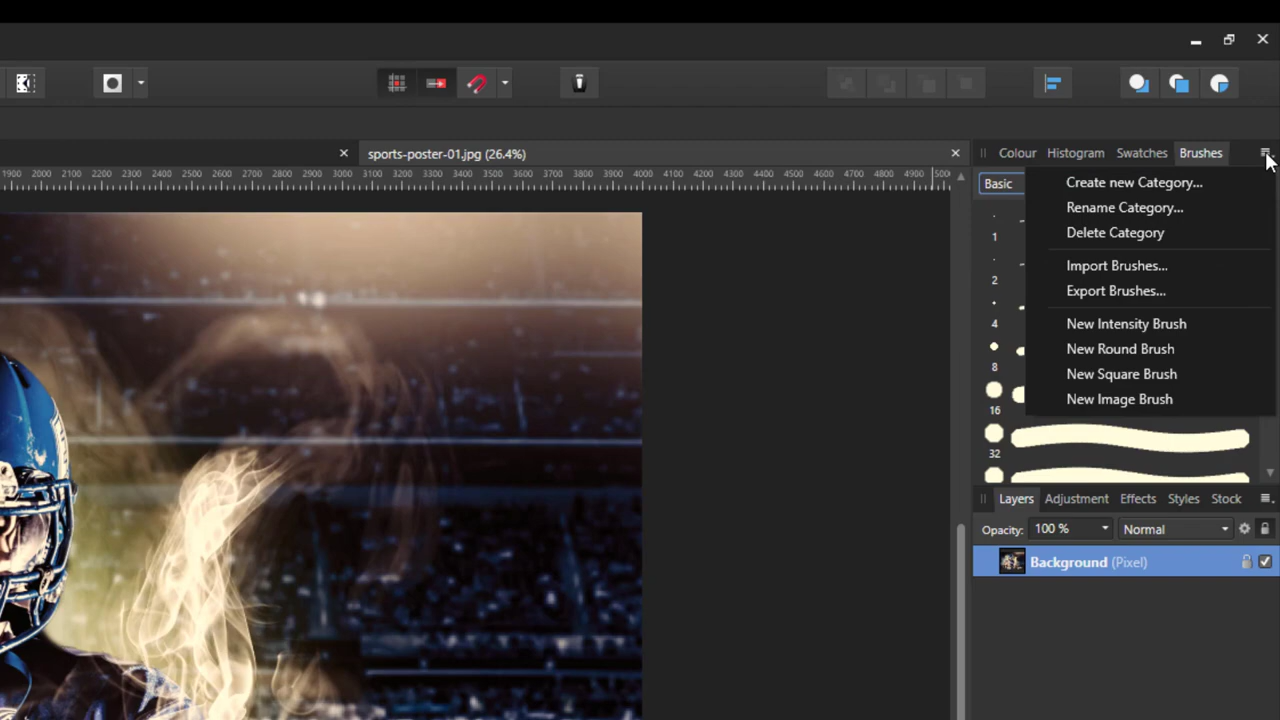 sports-poster-01.jpg (26.4%)
Colour Histogram Swatches Brushes
1900 2000 2100 2200 2300 2400 2500 2600 2700 2800 2900 3000 3100 3200 3300 3400 3500 3600 3700 3800 3900 4000 4100 4200 4300 4400 4500 4600 4700 4800 4900 5000
Basic
Create new Category...
Rename Category...
Delete Category
Import Brushes...
Export Brushes...
New Intensity Brush
New Round Brush
New Square Brush
New Image Brush
1
2
4
8
16
32
Layers Adjustment Effects Styles Stock
Opacity: 100 % Normal
Background (Pixel)